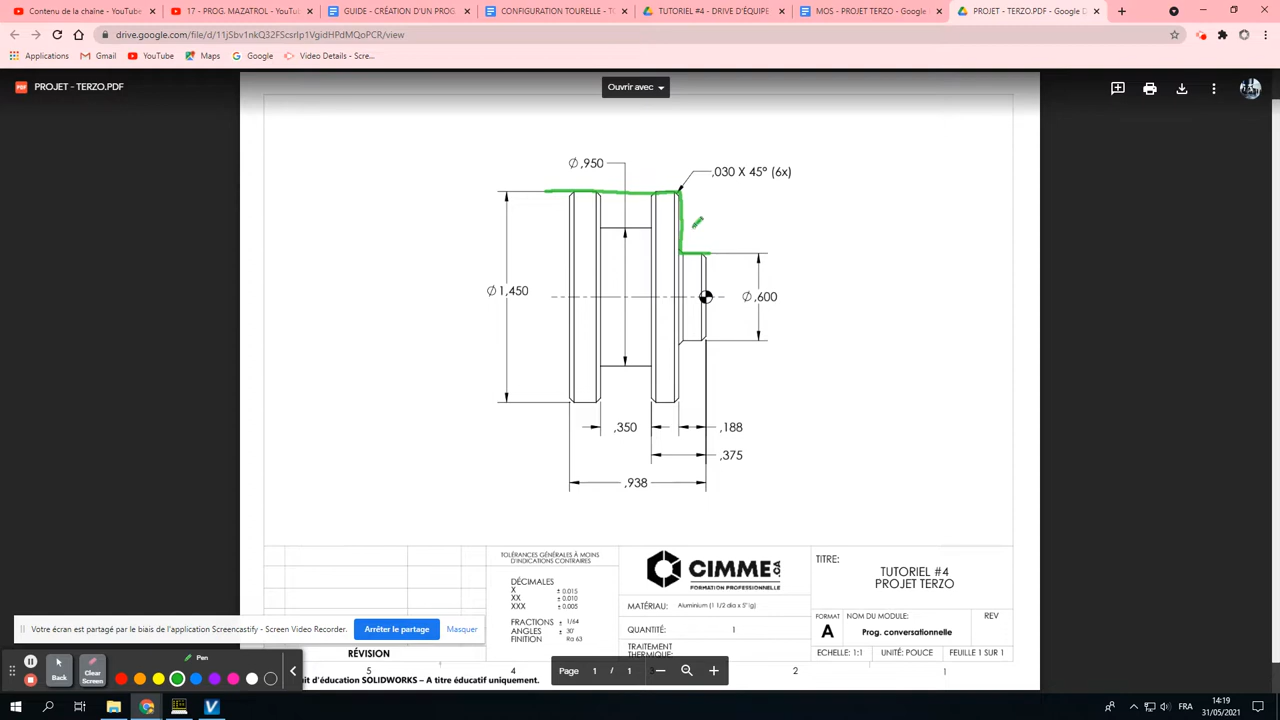 Contenu de la chaîne - YouTub
17 - PROG. MAZATROL - YouTu
GUIDE - CRÉATION D'UN PROG
CONFIGURATION TOURELLE - T
TUTORIEL #4 - DRIVE D'ÉQUIPE
MOS - PROJET TERZO - Google
PROJET - TERZO.PDF - Google D
drive.google.com/file/d/11jSbv1nkQ32PFScsrIp1VgidHPdMQoPCR/view
Applications
Gmail
YouTube
Maps
Google
Video Details - Scre...
PROJET - TERZO.PDF
Ouvrir avec
Ø ,950
,030 X 45° (6x)
Ø 1,450
Ø ,600
,350
,188
,375
,938
TOLÉRANCES GÉNÉRALES À MOINS
D'INDICATIONS CONTRAIRES
DÉCIMALES
X ± 0.015
XX ± 0.010
XXX ± 0.005
FRACTIONS ± 1/64
ANGLES ± 30'
FINITION Ra 63
CIMME.CA
FORMATION PROFESSIONNELLE
MATÉRIAU: Aluminium (1 1/2 dia x 5" lg)
QUANTITÉ: 1
TRAITEMENT
THERMIQUE:
TITRE:
TUTORIEL #4
PROJET TERZO
FORMAT
A
NOM DU MODULE:
Prog. conversationnelle
REV
ECHELLE: 1:1
UNITÉ: POUCE
FEUILLE 1 SUR 1
Votre écran est partagé par le biais de l'application Screencastify - Screen Video Recorder.
Arrêter le partage
Masquer
RÉVISION
Pen
Back
Clear
Screen
Page 1 / 1
5
4
3
2
1
it d'éducation SOLIDWORKS – A titre éducatif uniquement.
FRA
14:19
31/05/2021